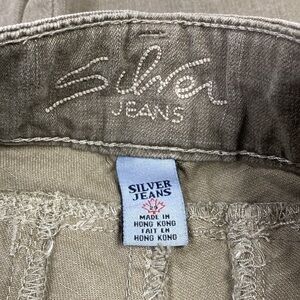 Silver
JEANS
SILVER
JEANS
MADE IN
HONG KONG
FAIT EN
HONG KONG